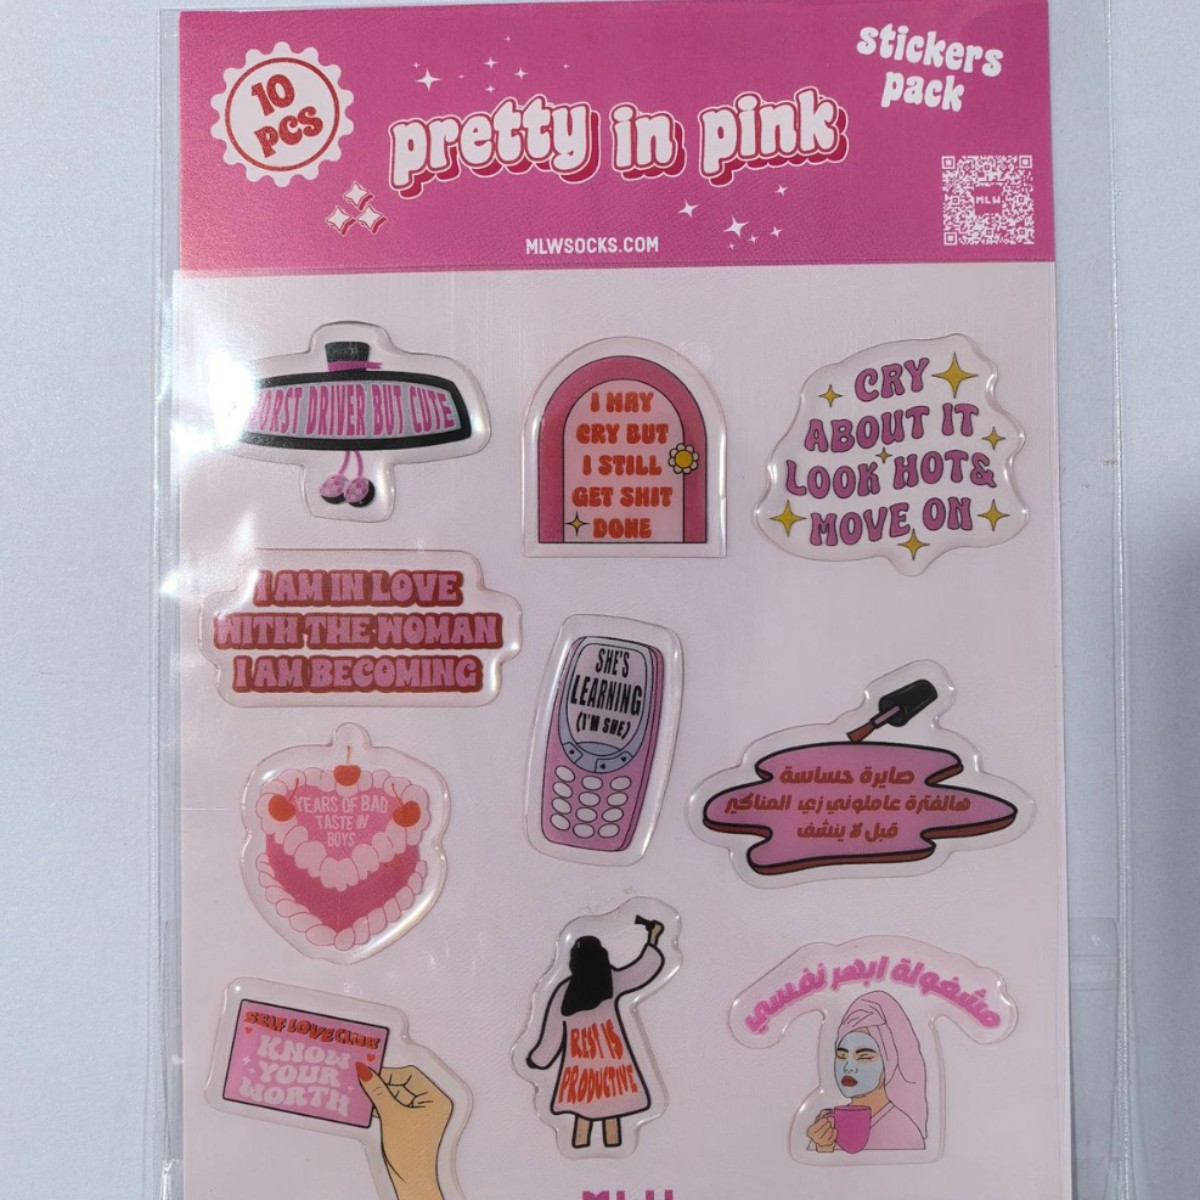 10
PCS
pretty in pink
stickers
pack
MLW
MLWSOCKS.COM
WORST DRIVER BUT CUTE
I MAY
CRY BUT
I STILL
GET SHIT
DONE
CRY
ABOUT IT
LOOK HOT&
MOVE ON
I AM IN LOVE
WITH THE WOMAN
I AM BECOMING
SHE'S
LEARNING
(I'M SHE)
صايرة حساسة
هالفترة عاملوني زي المناكير
قبل لا ينشف
YEARS OF BAD
TASTE IN
BOYS
SELF LOVE CLUB
KNOW
YOUR
WORTH
REST IS
PRODUCTIVE
مشغولة ابهر نفسي
MLW